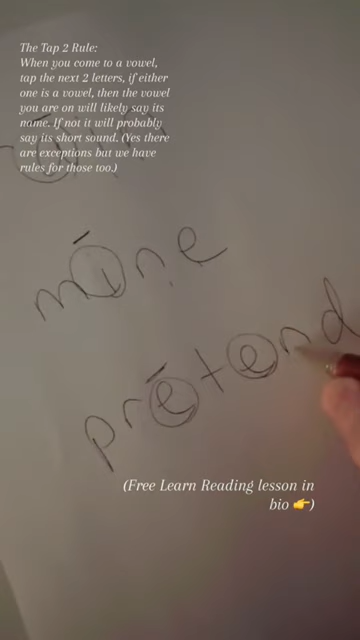 The Tap 2 Rule:
When you come to a vowel,
tap the next 2 letters, if either
one is a vowel, then the vowel
you are on will likely say its
name. If not it will probably
say its short sound. (Yes there
are exceptions but we have
rules for those too.)
mīne
prētend
(Free Learn Reading lesson in
bio 👉)